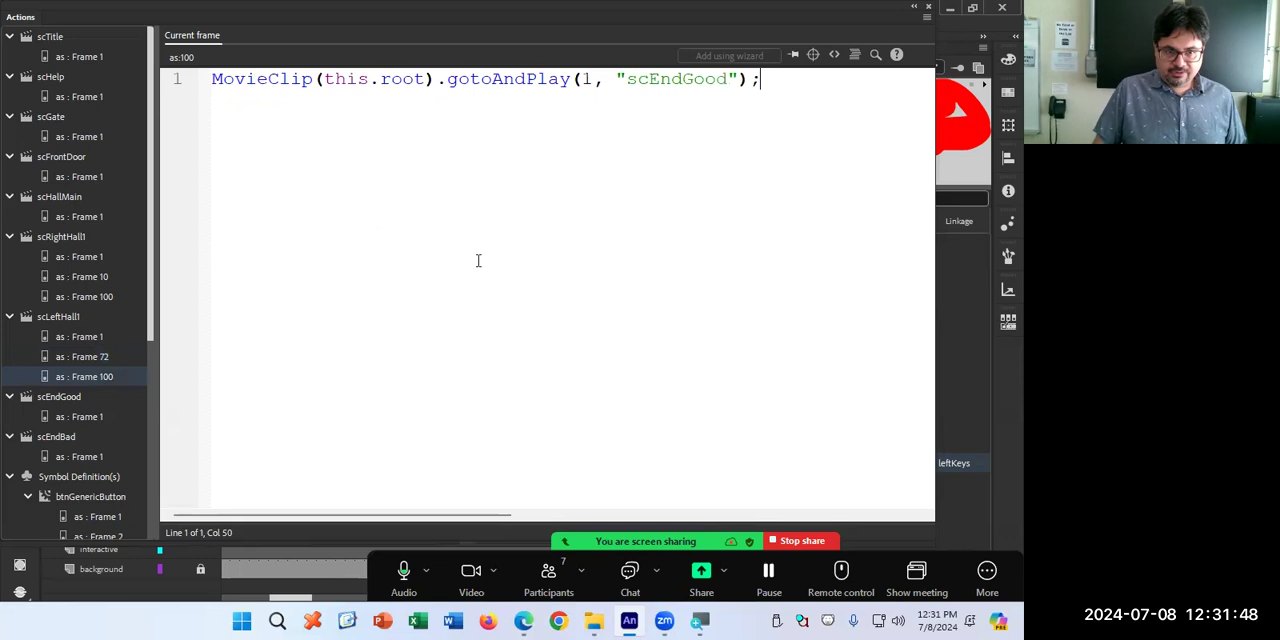 Actions
scTitle
as : Frame 1
scHelp
as : Frame 1
scGate
as : Frame 1
scFrontDoor
as : Frame 1
scHallMain
as : Frame 1
scRightHall1
as : Frame 1
as : Frame 10
as : Frame 100
scLeftHall1
as : Frame 1
as : Frame 72
as : Frame 100
scEndGood
as : Frame 1
scEndBad
as : Frame 1
Symbol Definition(s)
btnGenericButton
as : Frame 1
as : Frame 2
Current frame
as:100
Add using wizard
1 MovieClip(this.root).gotoAndPlay(1, "scEndGood");
Line 1 of 1, Col 50
Linkage
leftKeys
interactive
background
You are screen sharing
Stop share
7
Audio
Video
Participants
Chat
Share
Pause
Remote control
Show meeting
More
12:31 PM
7/8/2024
2024-07-08 12:31:48